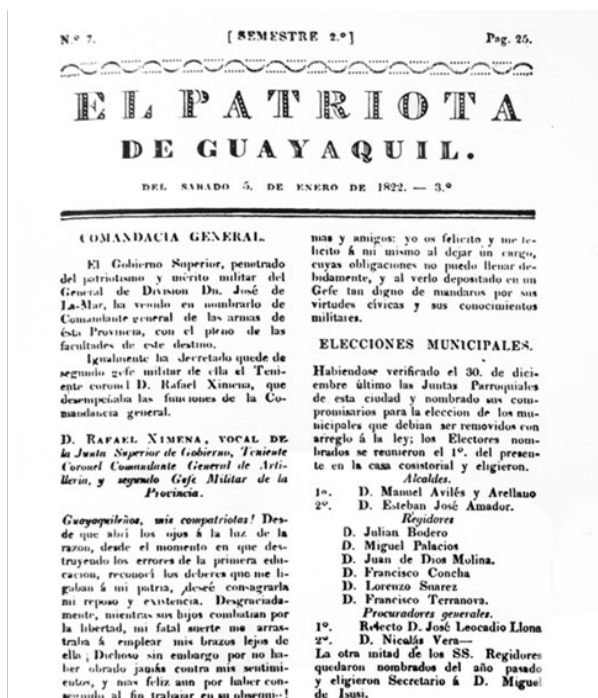 N.º 7.
[ SEMESTRE 2.º ]
Pag. 25.
EL PATRIOTA
DE GUAYAQUIL.
DEL SABADO 5. DE ENERO DE 1822. — 3.º
COMANDACIA GENERAL.
El Gobierno Superior, penetrado
del patriotismo y mérito militar del
General de Division Dn. José de
La-Mar, ha venido en nombrarlo de
Comandante general de las armas de
ésta Provincia, con el pleno de las
facultades de este destino.
Igualmente ha decretado quede de
segundo gefe militar de ella el Teni-
ente coronel D. Rafael Ximena, que
desempeñaba las funciones de la Co-
mandancia general.
D. RAFAEL XIMENA, VOCAL DE
la Junta Superior de Gobierno, Teniente
Coronel Comandante General de Arti-
lleria, y segundo Gefe Militar de la
Provincia.
Guayaquileños, mis compatriotas! Des-
de que abrí los ojos á la luz de la
razon, desde el momento en que des-
truyendo los errores de la primera edu-
cacion, reconocí los deberes que me li-
gaban á mi patria, deseé consagrarla
mi reposo y existencia. Desgraciada-
mente, mientras sus hijos combatian por
la libertad, mi fatal suerte me arras-
traba á emplear mis brazos lejos de
ella ; Dichoso sin embargo por no ha-
ber obrado jamás contra mis sentimi-
entos, y mas feliz aun por haber con-
seguido al fin trabajar en su obsequio!
mas y amigos: yo os felicito y me fe-
licito á mi mismo al dejar un cargo,
cuyas obligaciones no puedo llenar de-
bidamente, y al verlo depositado en un
Gefe tan digno de mandaros por sus
virtudes cívicas y sus conocimientos
militares.
ELECCIONES MUNICIPALES.
Habiendose verificado el 30. de dici-
embre último las Juntas Parroquiales
de esta ciudad y nombrado sus com-
promisarios para la eleccion de los mu-
nicipales que debian ser removidos con
arreglo á la ley; los Electores nom-
brados se reunieron el 1º. del presen-
te en la casa cosistorial y eligieron.
Alcaldes.
1º. D. Manuel Avilés y Arellano
2º. D. Esteban José Amador.
Regidores
D. Julian Bodero
D. Miguel Palacios
D. Juan de Dios Molina.
D. Francisco Concha
D. Lorenzo Suarez
D. Francisco Terranova.
Procuradores generales.
1º. Relecto D. José Leocadio Llona
2º. D. Nicolás Vera—
La otra mitad de los SS. Regidores
quedaron nombrados del año pasado
y eligieron Secretario á D. Miguel
de Isusi.